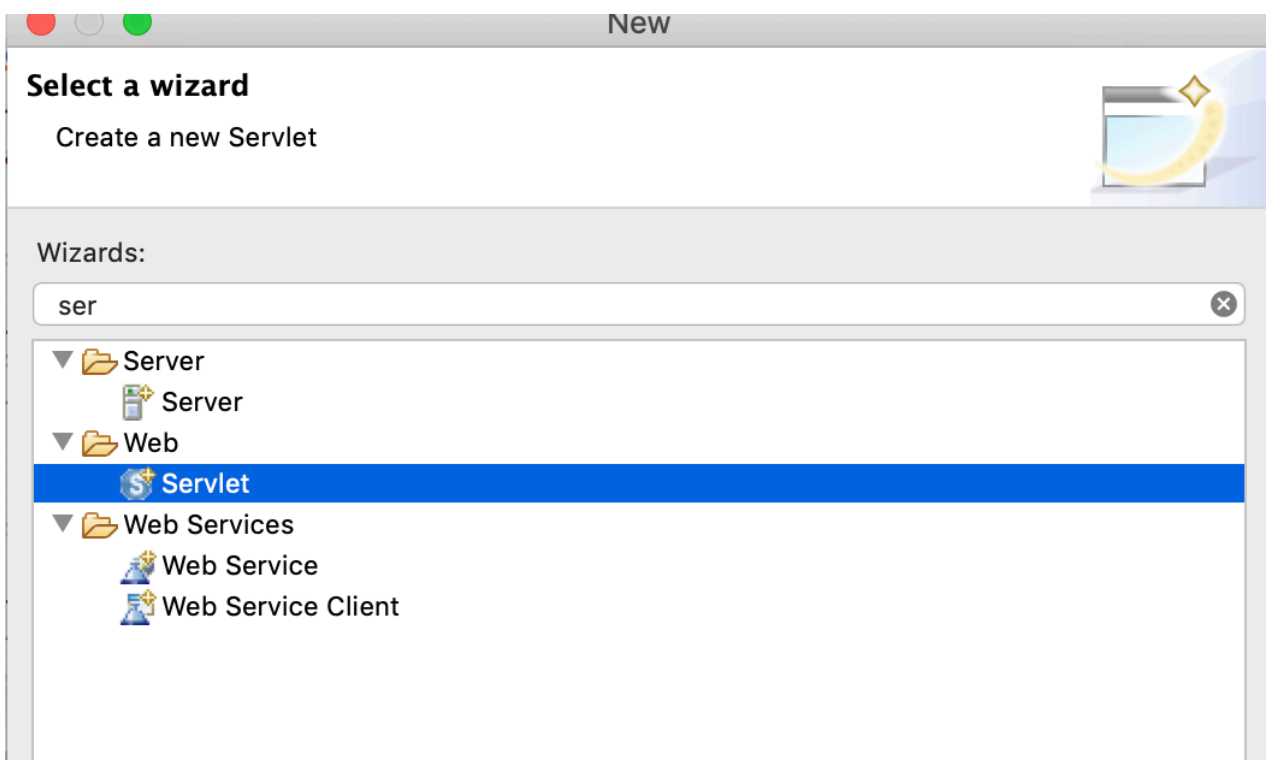 New
Select a wizard
Create a new Servlet
Wizards:
ser
Server
Server
Web
Servlet
Web Services
Web Service
Web Service Client